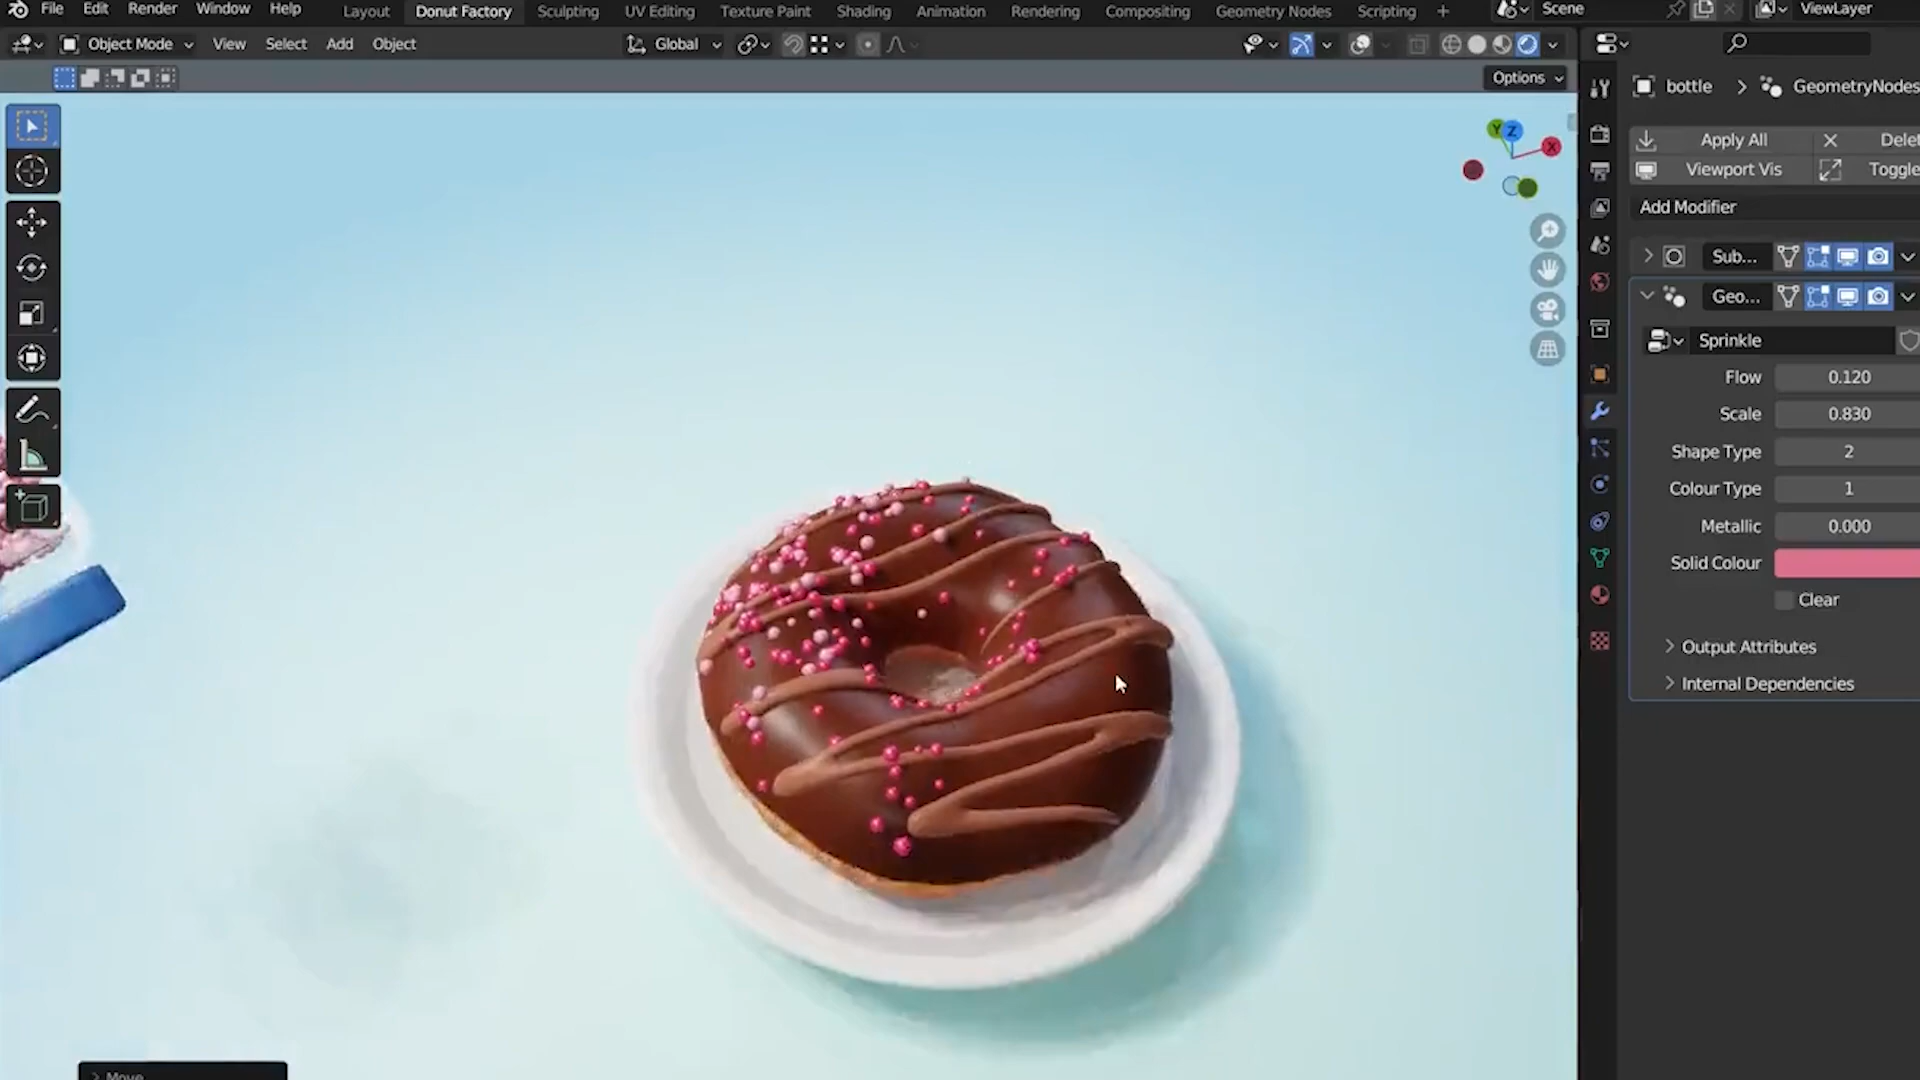 File Edit Render Window Help Layout Donut Factory Sculpting UV Editing Texture Paint Shading Animation Rendering Compositing Geometry Nodes Scripting + Scene ViewLayer
Object Mode View Select Add Object Global
Options
bottle > GeometryNodes
Apply All Delet
Viewport Vis Toggle
Add Modifier
Sub...
Geo...
Sprinkle
Flow 0.120
Scale 0.830
Shape Type 2
Colour Type 1
Metallic 0.000
Solid Colour
Clear
Output Attributes
Internal Dependencies
Y Z X
Move